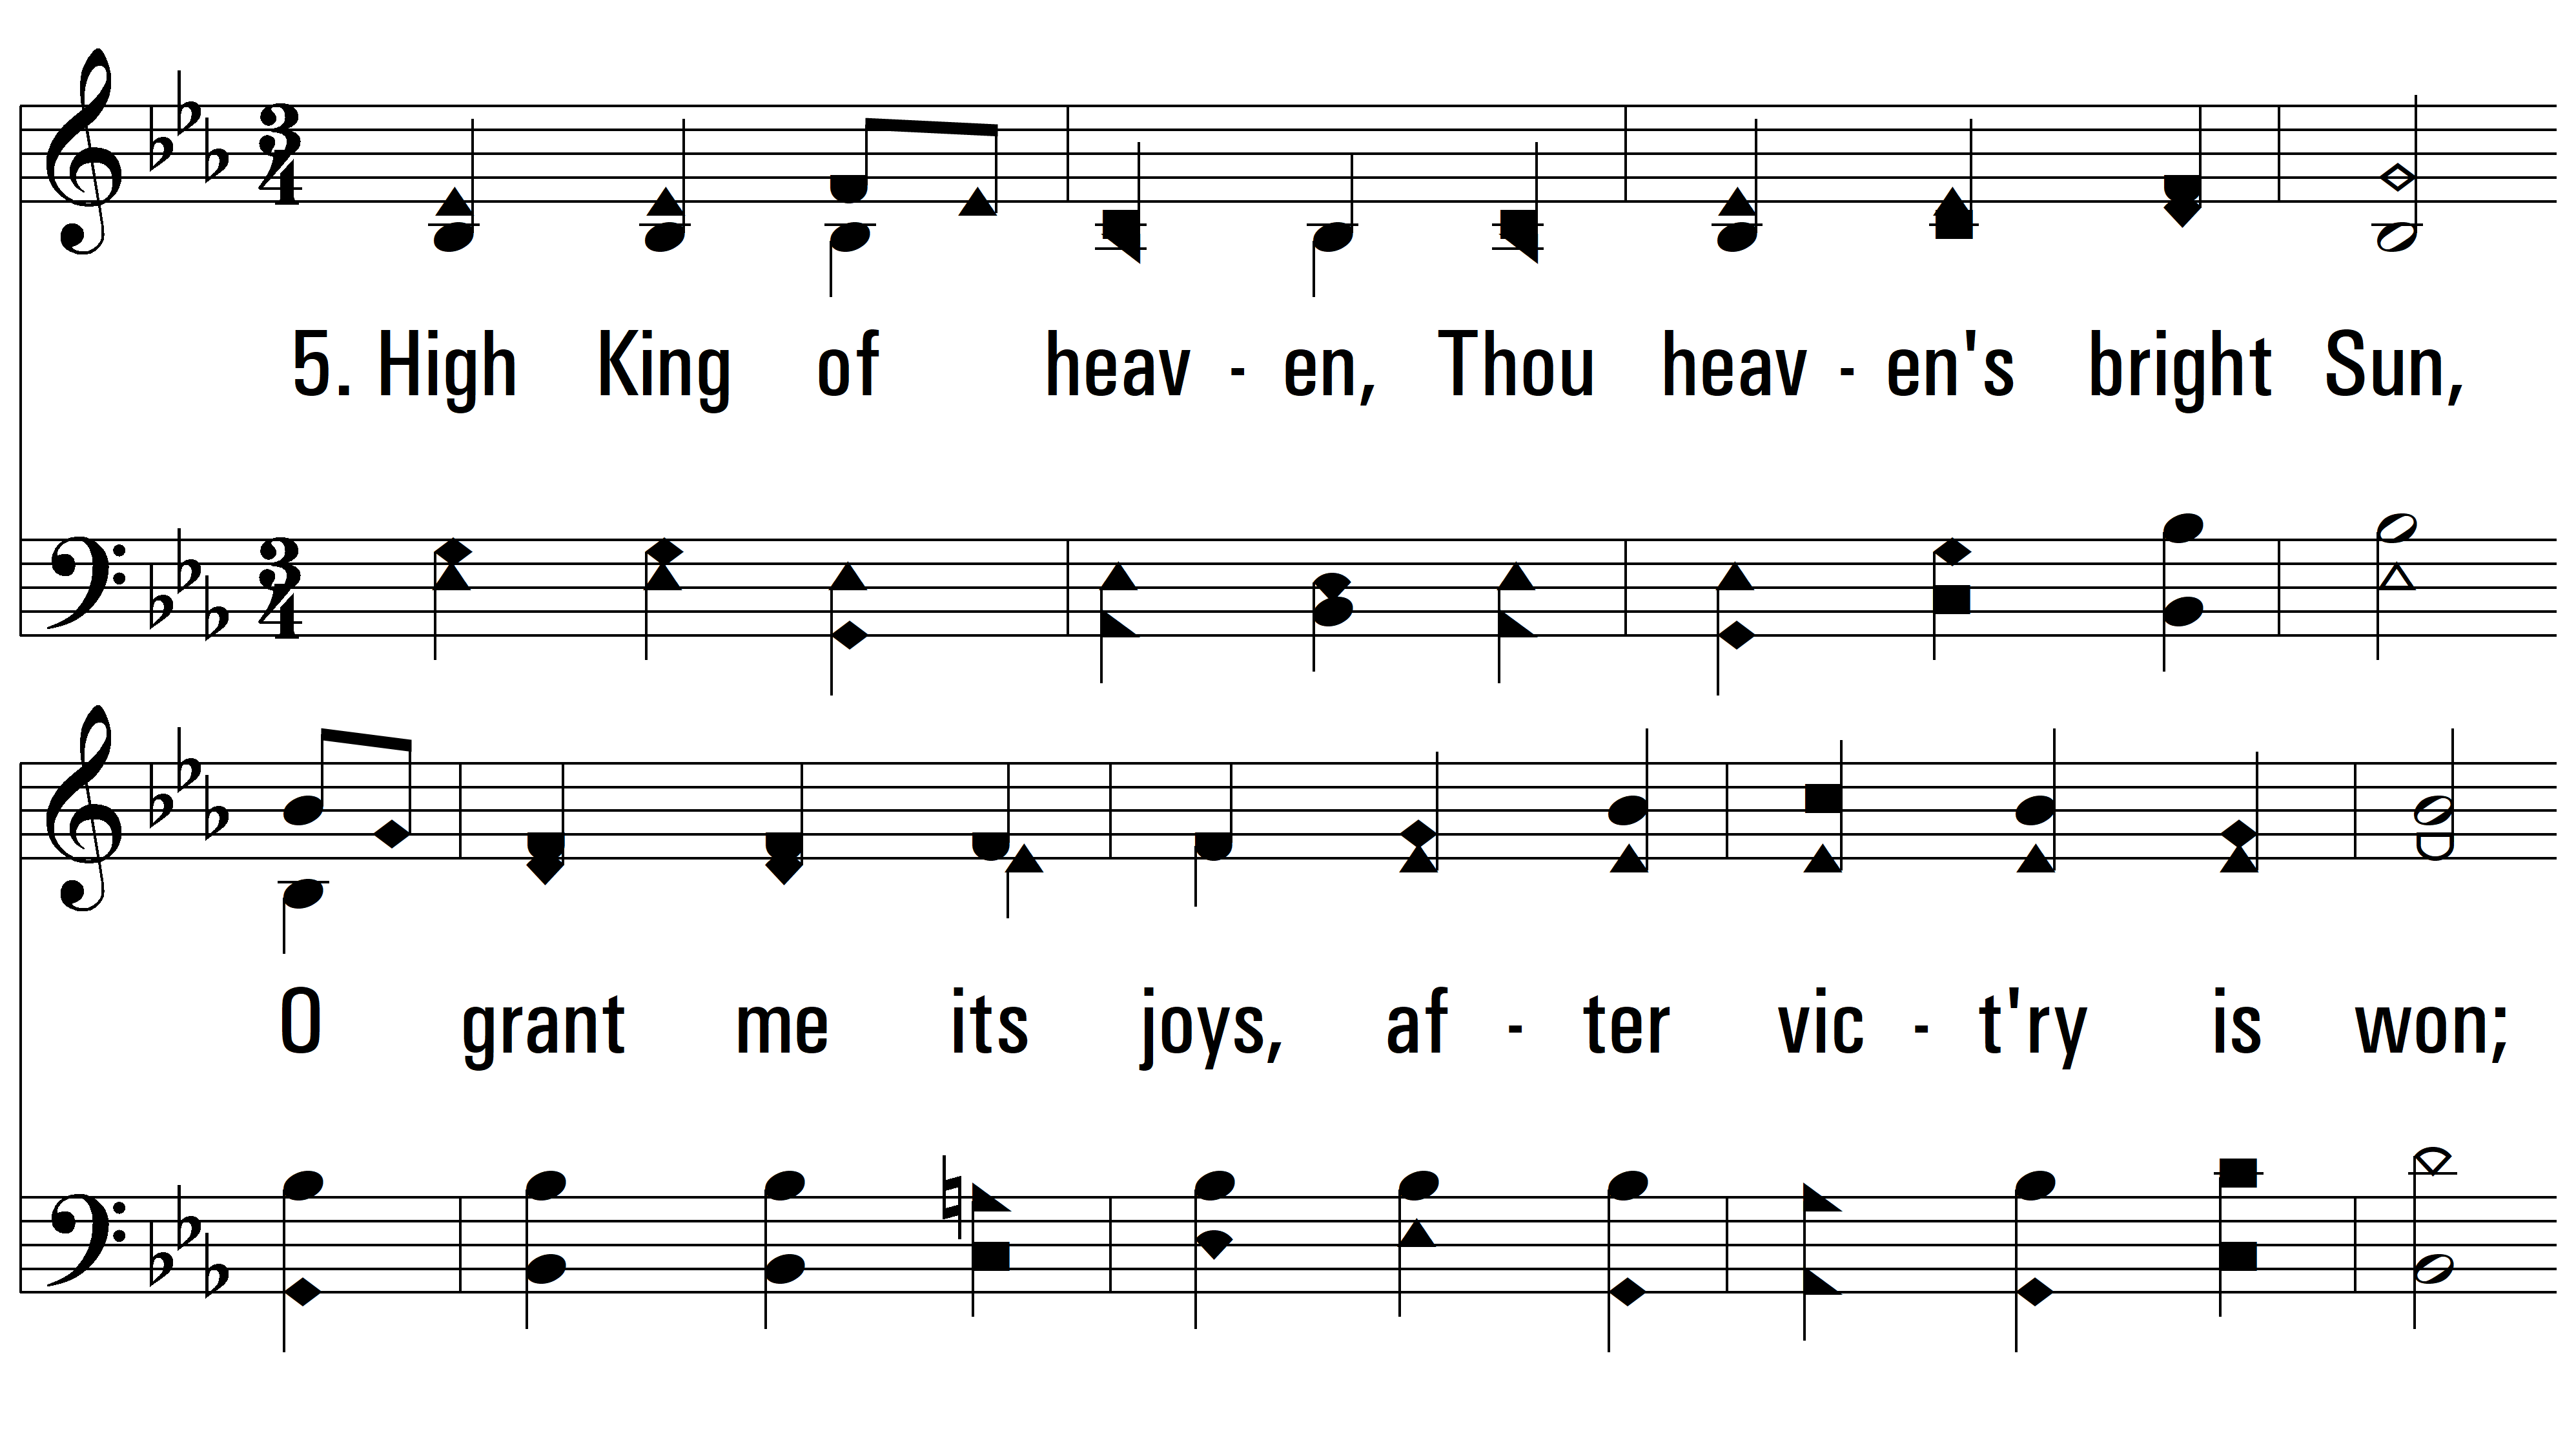 5. High King of heav - en, Thou heav - en's bright Sun,
O grant me its joys, af - ter vic - t'ry is won;